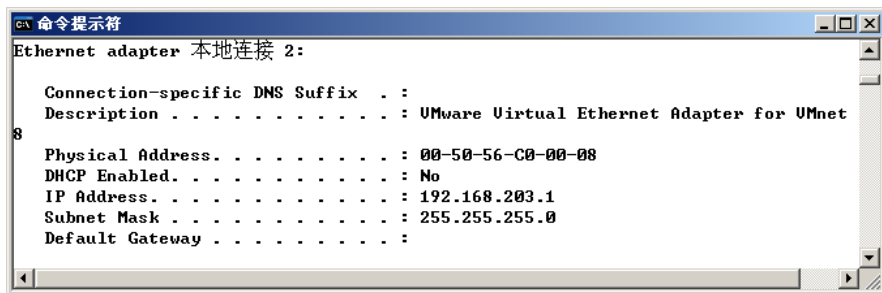 命令提示符
Ethernet adapter 本地连接 2:
Connection-specific DNS Suffix . :
Description . . . . . . . . . . . : VMware Virtual Ethernet Adapter for VMnet
8
Physical Address. . . . . . . . . : 00-50-56-C0-00-08
DHCP Enabled. . . . . . . . . . . : No
IP Address. . . . . . . . . . . . : 192.168.203.1
Subnet Mask . . . . . . . . . . . : 255.255.255.0
Default Gateway . . . . . . . . . :